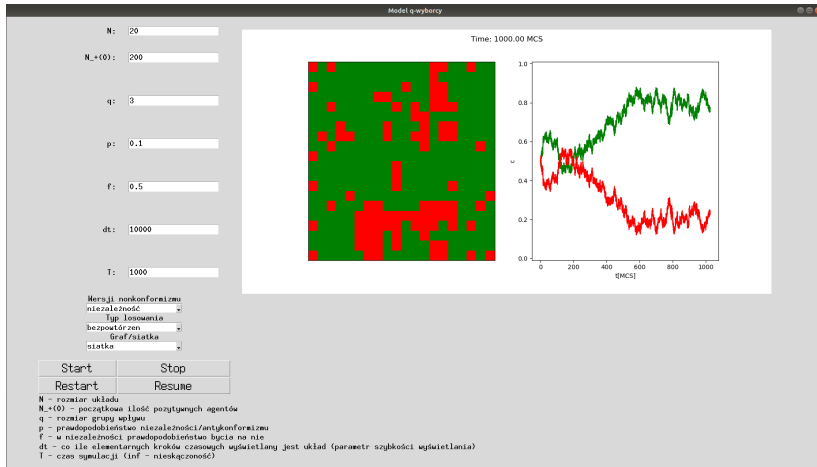 Model q-wyborcy
N: 20
N_+(0): 200
q: 3
p: 0.1
f: 0.5
dt: 10000
T: 1000
Wersji nonkonformizmu
niezależność
Typ losowania
bezpowtórzen
Graf/siatka
siatka
Start Stop
Restart Resume
N - rozmiar układu
N_+(0) - początkowa ilość pozytywnych agentów
q - rozmiar grupy wpływu
p - prawdopodobieństwo niezależności/antykonformizmu
f - w niezależności prawdopodobieństwo bycia na nie
dt - co ile elementarnych kroków czasowych wyświetlany jest układ (parametr szybkości wyświetlania)
T - czas symulacji (inf - nieskączoność)
Time: 1000.00 MCS
1.0
0.8
0.6
c
0.4
0.2
0.0
0 200 400 600 800 1000
t[MCS]